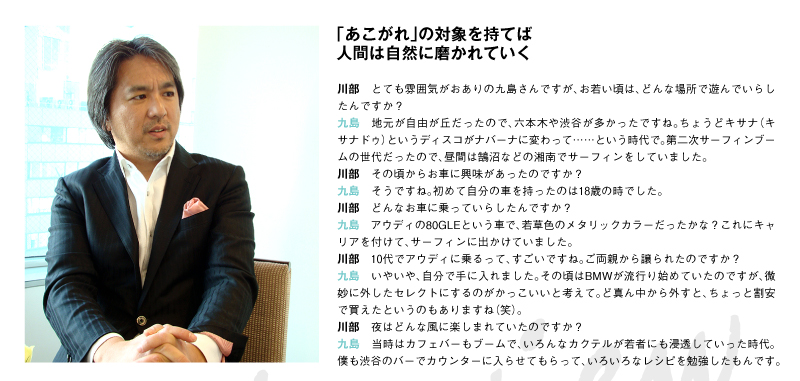 「あこがれ」の対象を持てば
人間は自然に磨かれていく
川部　とても雰囲気がおありの九島さんですが、お若い頃は、どんな場所で遊んでいらし
たんですか？
九島　地元が自由が丘だったので、六本木や渋谷が多かったですね。ちょうどキサナ（キ
サナドゥ）というディスコがナバーナに変わって……という時代で。第二次サーフィンブー
ムの世代だったので、昼間は鵠沼などの湘南でサーフィンをしていました。
川部　その頃からお車に興味があったのですか？
九島　そうですね。初めて自分の車を持ったのは18歳の時でした。
川部　どんなお車に乗っていらしたんですか？
九島　アウディの80GLEという車で、若草色のメタリックカラーだったかな？これにキャ
リアを付けて、サーフィンに出かけていました。
川部　10代でアウディに乗るって、すごいですね。ご両親から譲られたのですか？
九島　いやいや、自分で手に入れました。その頃はBMWが流行り始めていたのですが、微
妙に外したセレクトにするのがかっこいいと考えて。ど真ん中から外すと、ちょっと割安
で買えたというのもありますね（笑）。
川部　夜はどんな風に楽しまれていたのですか？
九島　当時はカフェバーもブームで、いろんなカクテルが若者にも浸透していった時代。
僕も渋谷のバーでカウンターに入らせてもらって、いろいろなレシピを勉強したもんです。